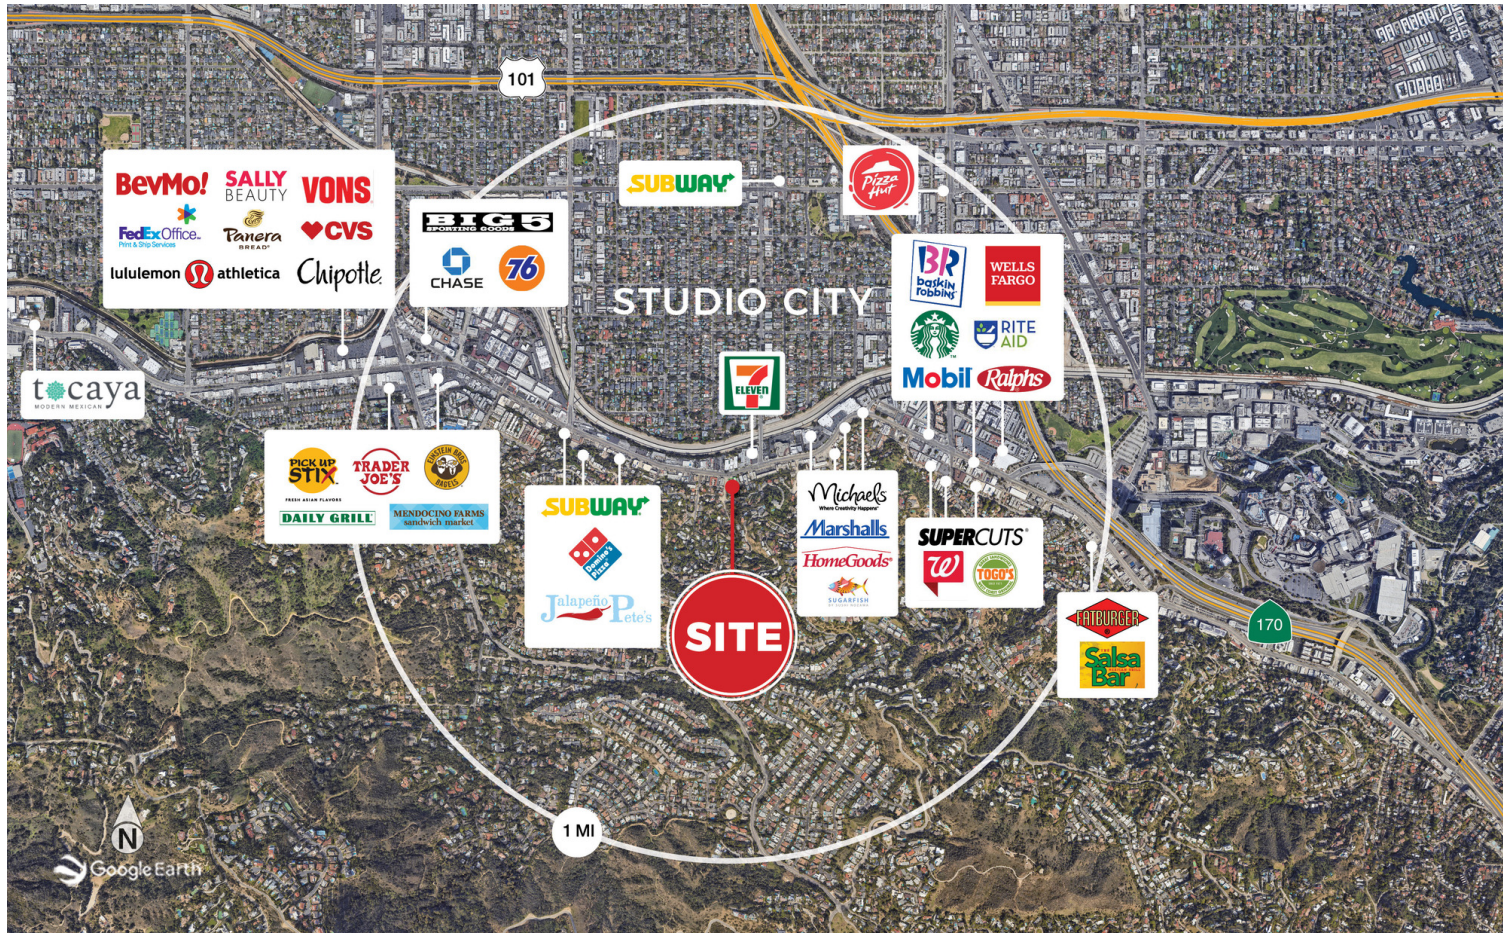 101
BevMo!
SALLY
BEAUTY
VONS
FedEx Office
Print & Ship Services
Panera
BREAD
CVS
lululemon athletica
Chipotle
BIG 5
SPORTING GOODS
CHASE
76
SUBWAY
Pizza
Hut
STUDIO CITY
BR
baskin
robbins
WELLS
FARGO
RITE
AID
Mobil
Ralphs
7
ELEVEN
tocaya
MODERN MEXICAN
PICK UP
STIX
FRESH ASIAN FLAVORS
TRADER
JOE'S
EINSTEIN BROS
BAGELS
DAILY GRILL
MENDOCINO FARMS
sandwich market
SUBWAY
Domino's
Pizza
Jalapeño Pete's
SITE
Michaels
Where Creativity Happens
Marshalls
HomeGoods
SUGARFISH
SUPERCUTS
W
TOGO'S
FATBURGER
Salsa
Bar
170
1 MI
N
Google Earth